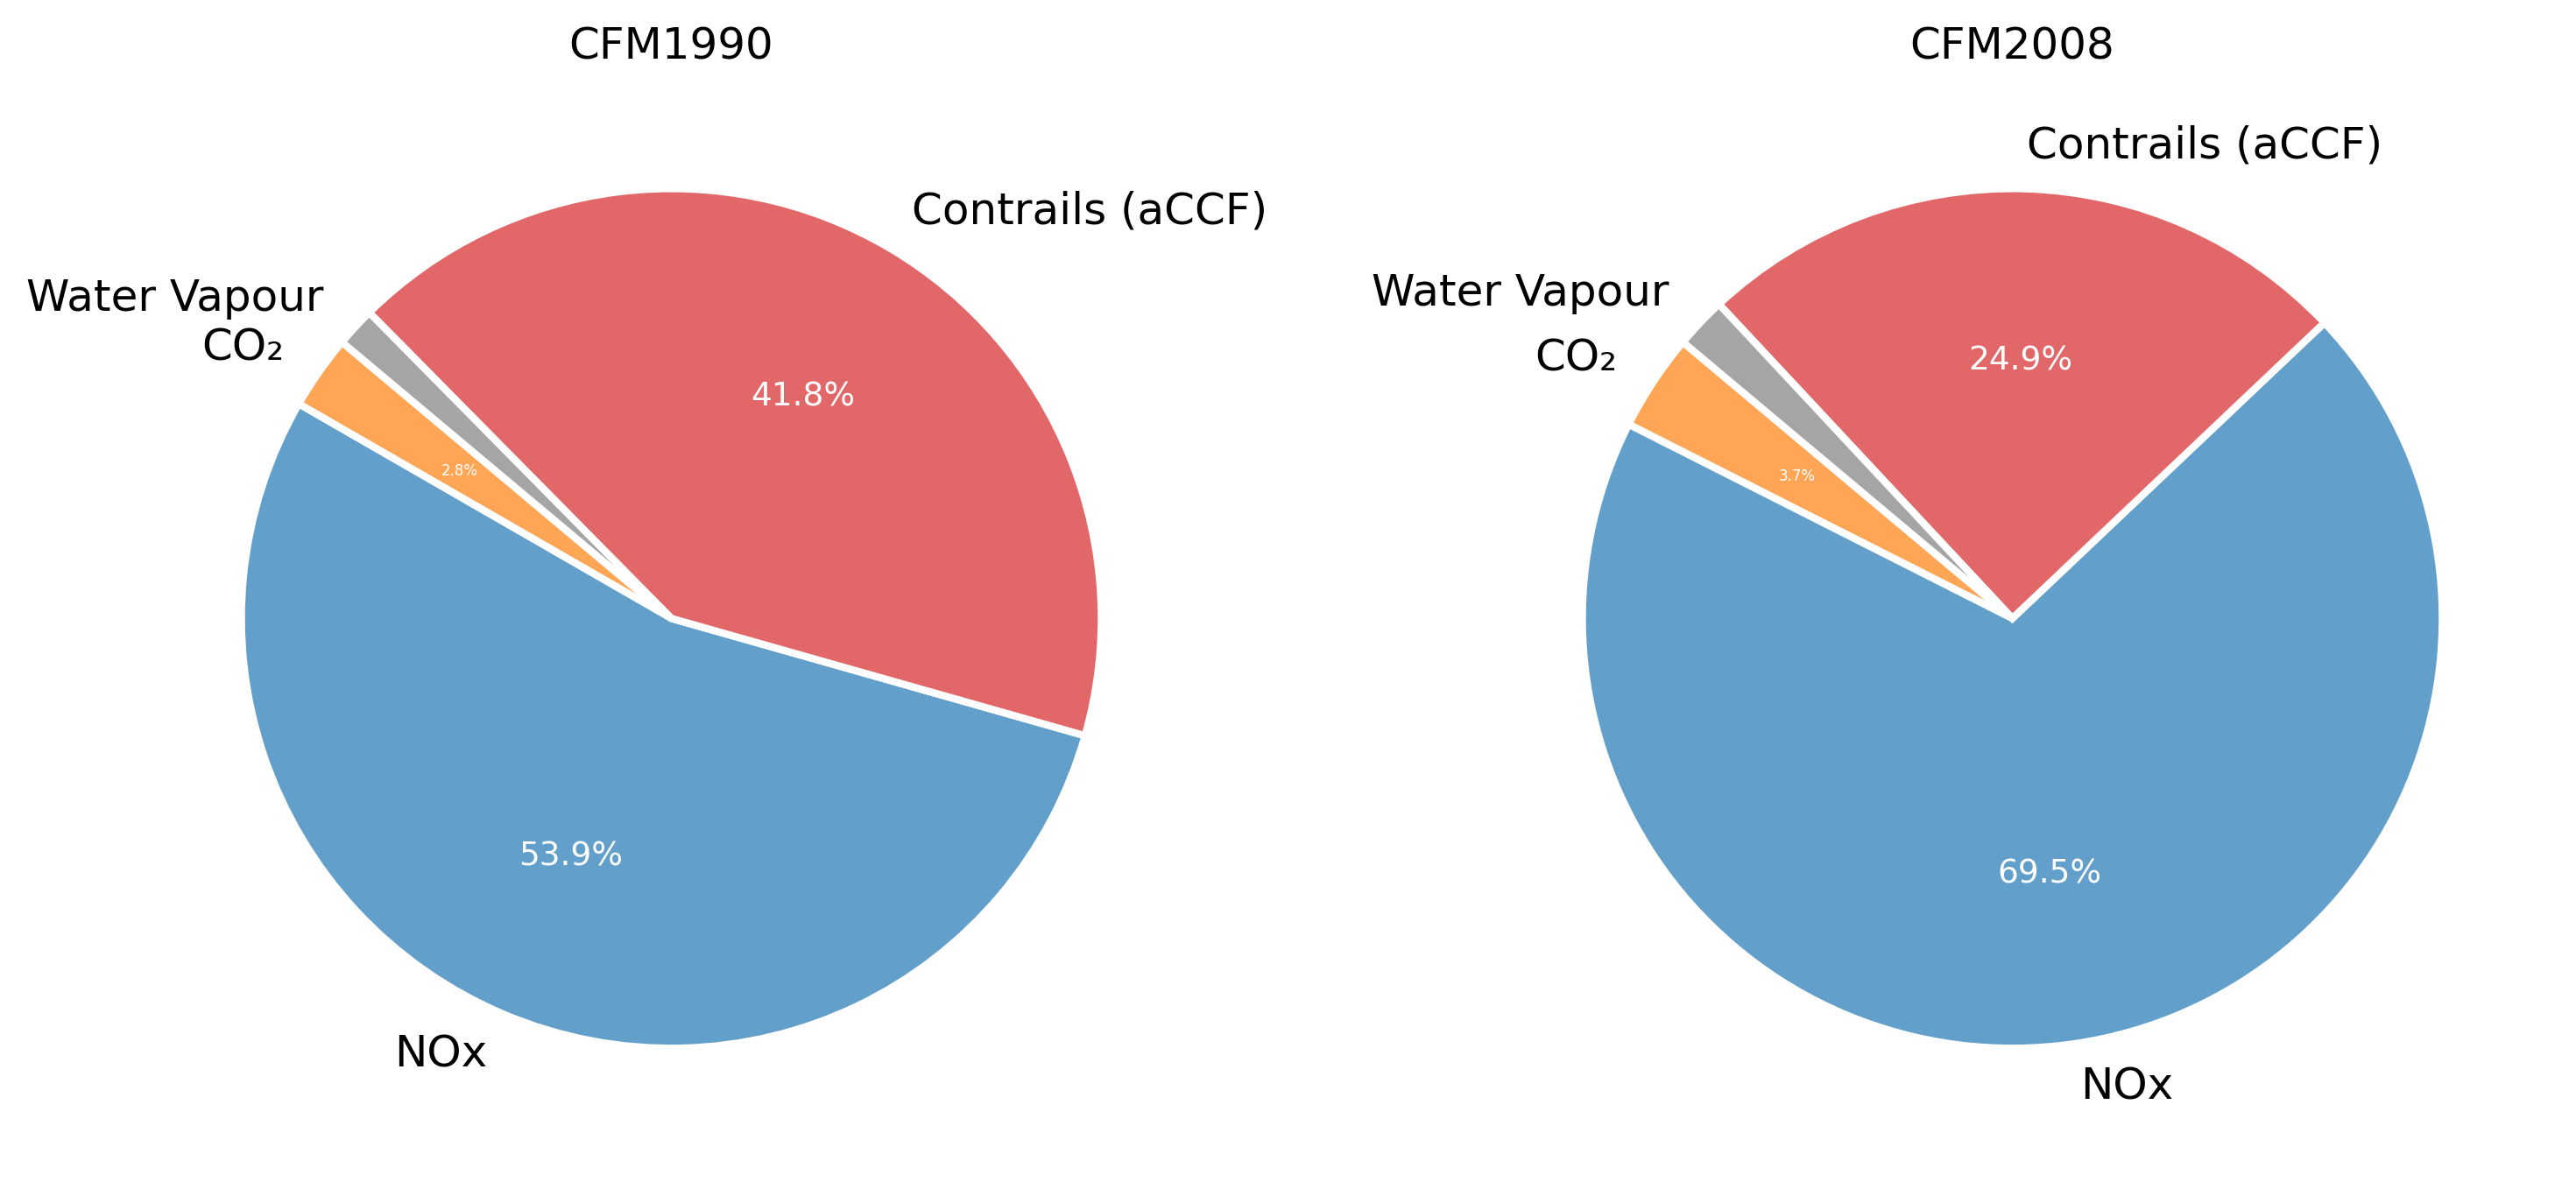 CFM1990
Contrails (aCCF)
Water Vapour
CO₂
41.8%
2.8%
53.9%
NOx
CFM2008
Contrails (aCCF)
Water Vapour
CO₂
24.9%
3.7%
69.5%
NOx